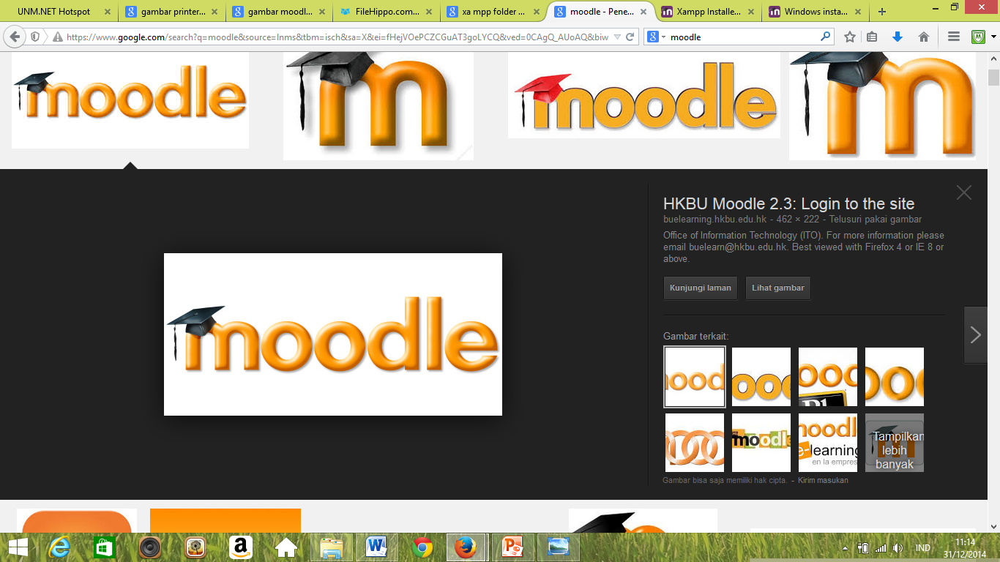 UNM.NET Hotspot
gambar printer...
gambar moodl...
FileHippo.com...
xa mpp folder ...
moodle - Pene...
Xampp Installe...
Windows insta...
https://www.google.com/search?q=moodle&source=lnms&tbm=isch&sa=X&ei=fHejVOePCZCGuAT3goLYCQ&ved=0CAgQ_AUoAQ&biw
moodle
moodle
m
moodle
m
moodle
HKBU Moodle 2.3: Login to the site
buelearning.hkbu.edu.hk - 462 × 222 - Telusuri pakai gambar
Office of Information Technology (ITO). For more information please
email buelearn@hkbu.edu.hk. Best viewed with Firefox 4 or IE 8 or
above.
Kunjungi laman
Lihat gambar
Gambar terkait:
nood
ooo
ooo
oo
moodle
moodl
e-learning
en la empres
Tampilkan
lebih
banyak
Gambar bisa saja memiliki hak cipta. - Kirim masukan
IND
11:14
31/12/2014